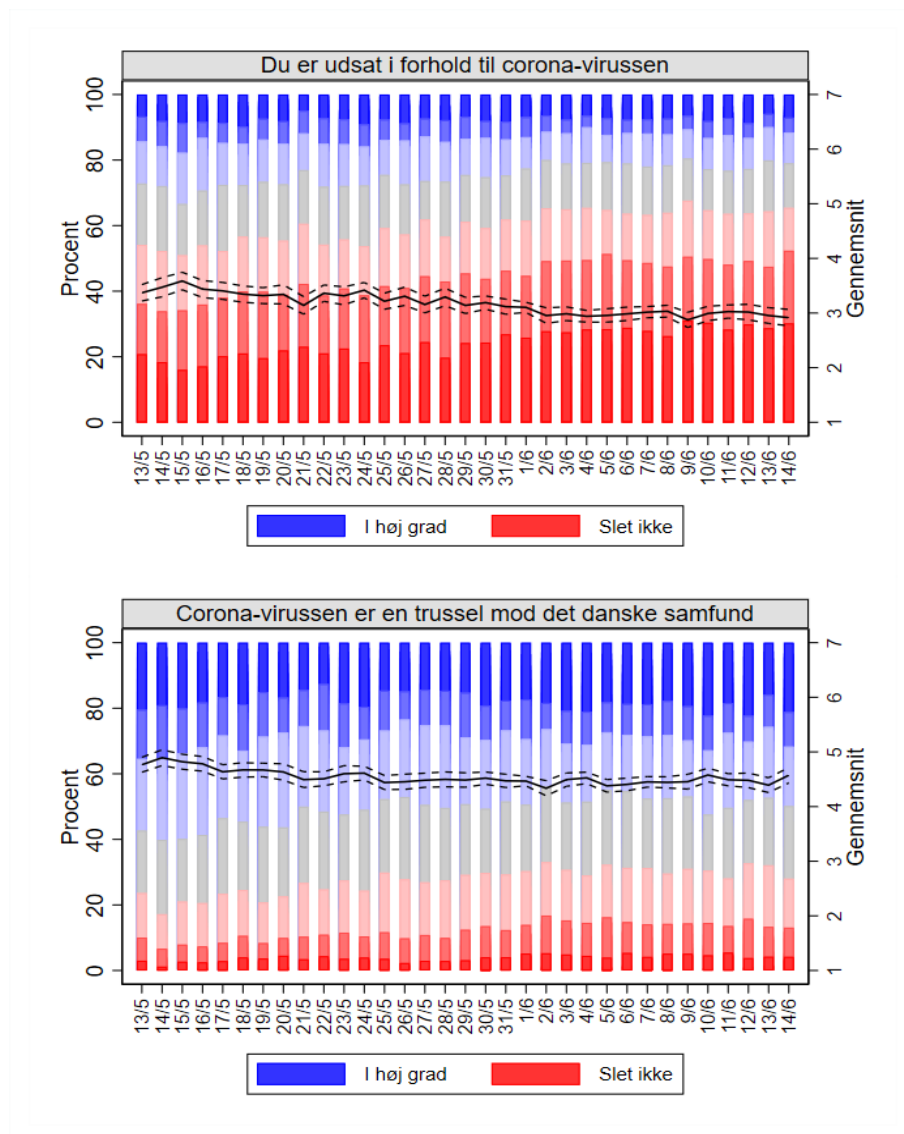 Du er udsat i forhold til corona-virussen
100
80
60
40
20
0
Procent
7
6
5
4
3
2
1
Gennemsnit
13/5 14/5 15/5 16/5 17/5 18/5 19/5 20/5 21/5 22/5 23/5 24/5 25/5 26/5 27/5 28/5 29/5 30/5 31/5 1/6 2/6 3/6 4/6 5/6 6/6 7/6 8/6 9/6 10/6 11/6 12/6 13/6 14/6
I høj grad Slet ikke
Corona-virussen er en trussel mod det danske samfund
100
80
60
40
20
0
Procent
7
6
5
4
3
2
1
Gennemsnit
13/5 14/5 15/5 16/5 17/5 18/5 19/5 20/5 21/5 22/5 23/5 24/5 25/5 26/5 27/5 28/5 29/5 30/5 31/5 1/6 2/6 3/6 4/6 5/6 6/6 7/6 8/6 9/6 10/6 11/6 12/6 13/6 14/6
I høj grad Slet ikke